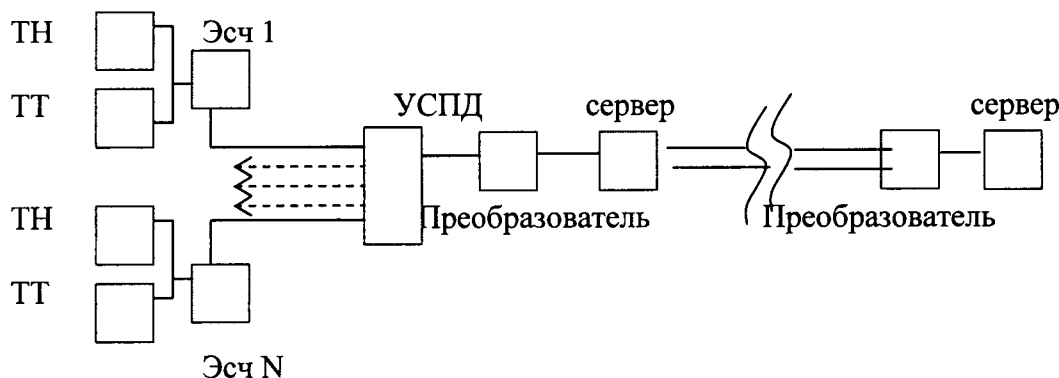 ТН
Эсч 1
ТТ
УСПД
сервер
сервер
ТН
Преобразователь
Преобразователь
ТТ
Эсч N